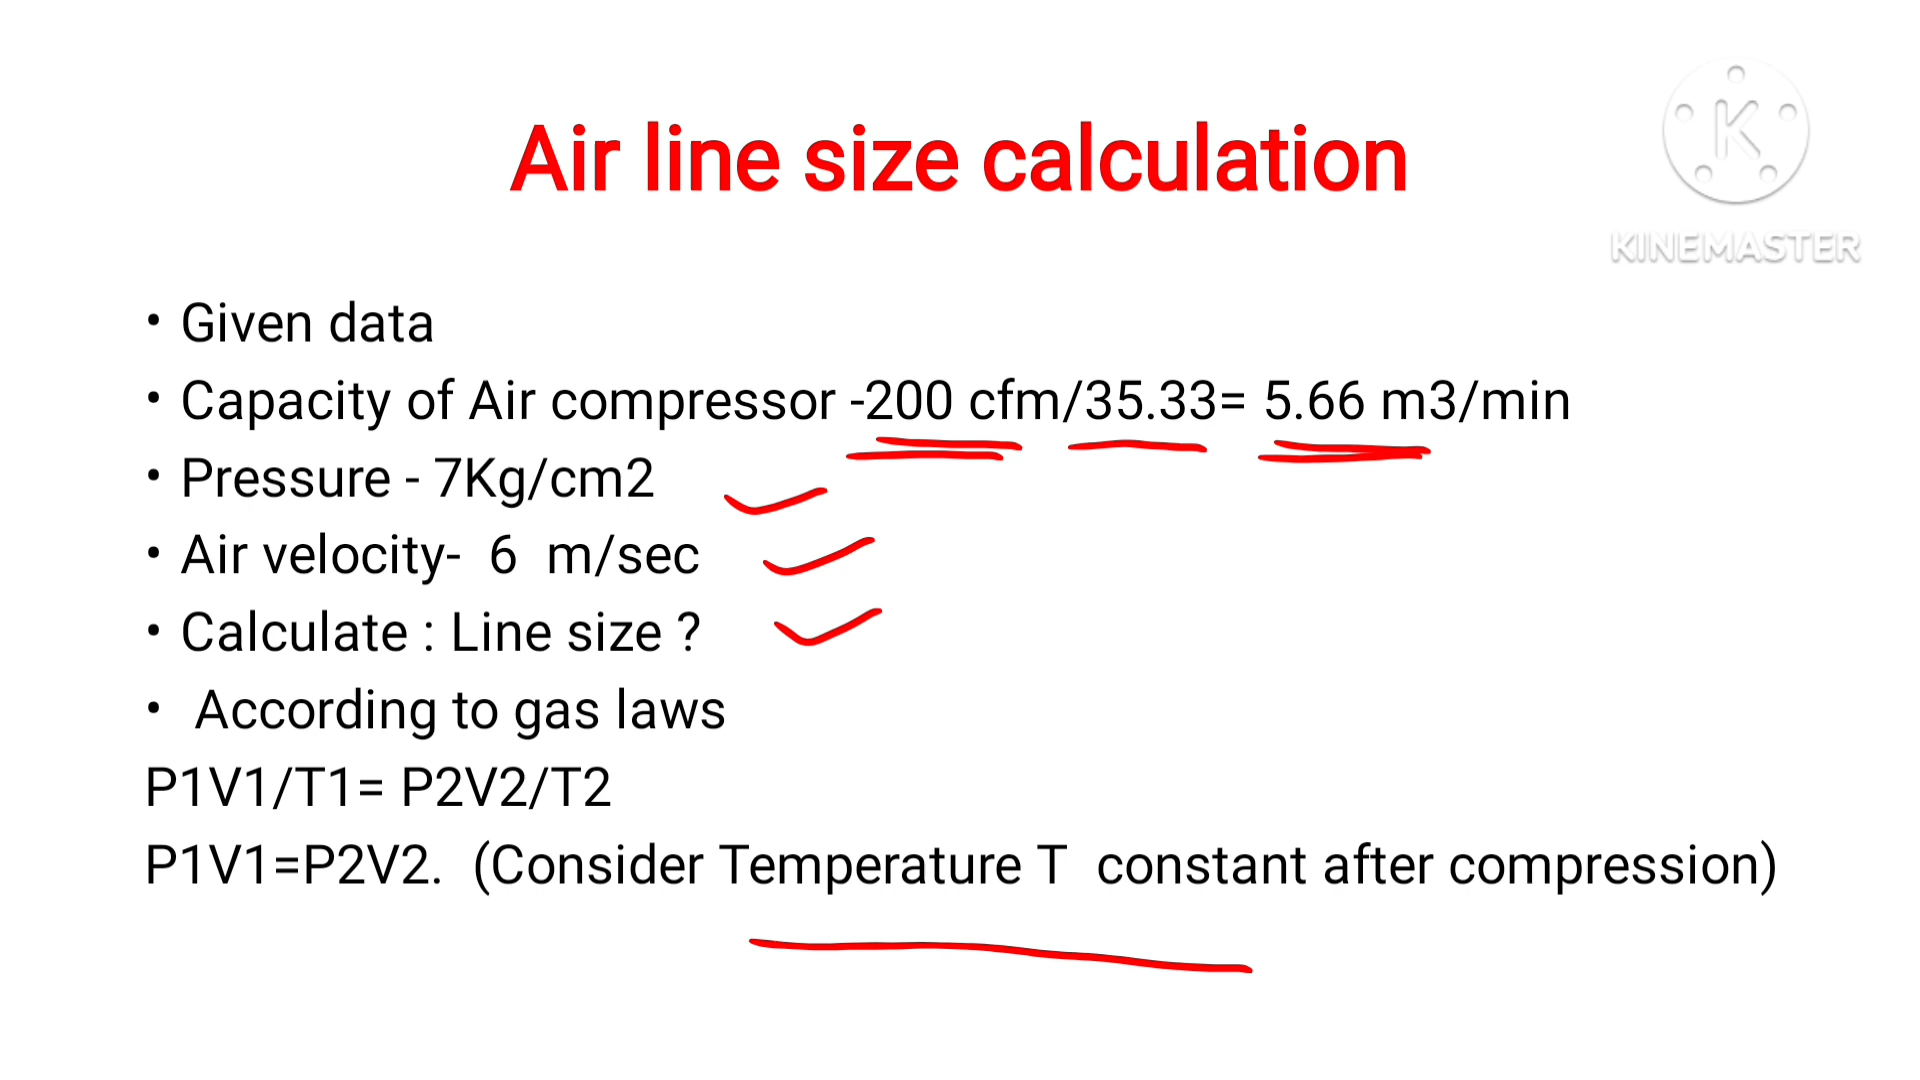 Air line size calculation
K
KINEMASTER
• Given data
• Capacity of Air compressor -200 cfm/35.33= 5.66 m3/min
• Pressure - 7Kg/cm2
• Air velocity- 6 m/sec
• Calculate : Line size ?
• According to gas laws
P1V1/T1= P2V2/T2
P1V1=P2V2. (Consider Temperature T constant after compression)